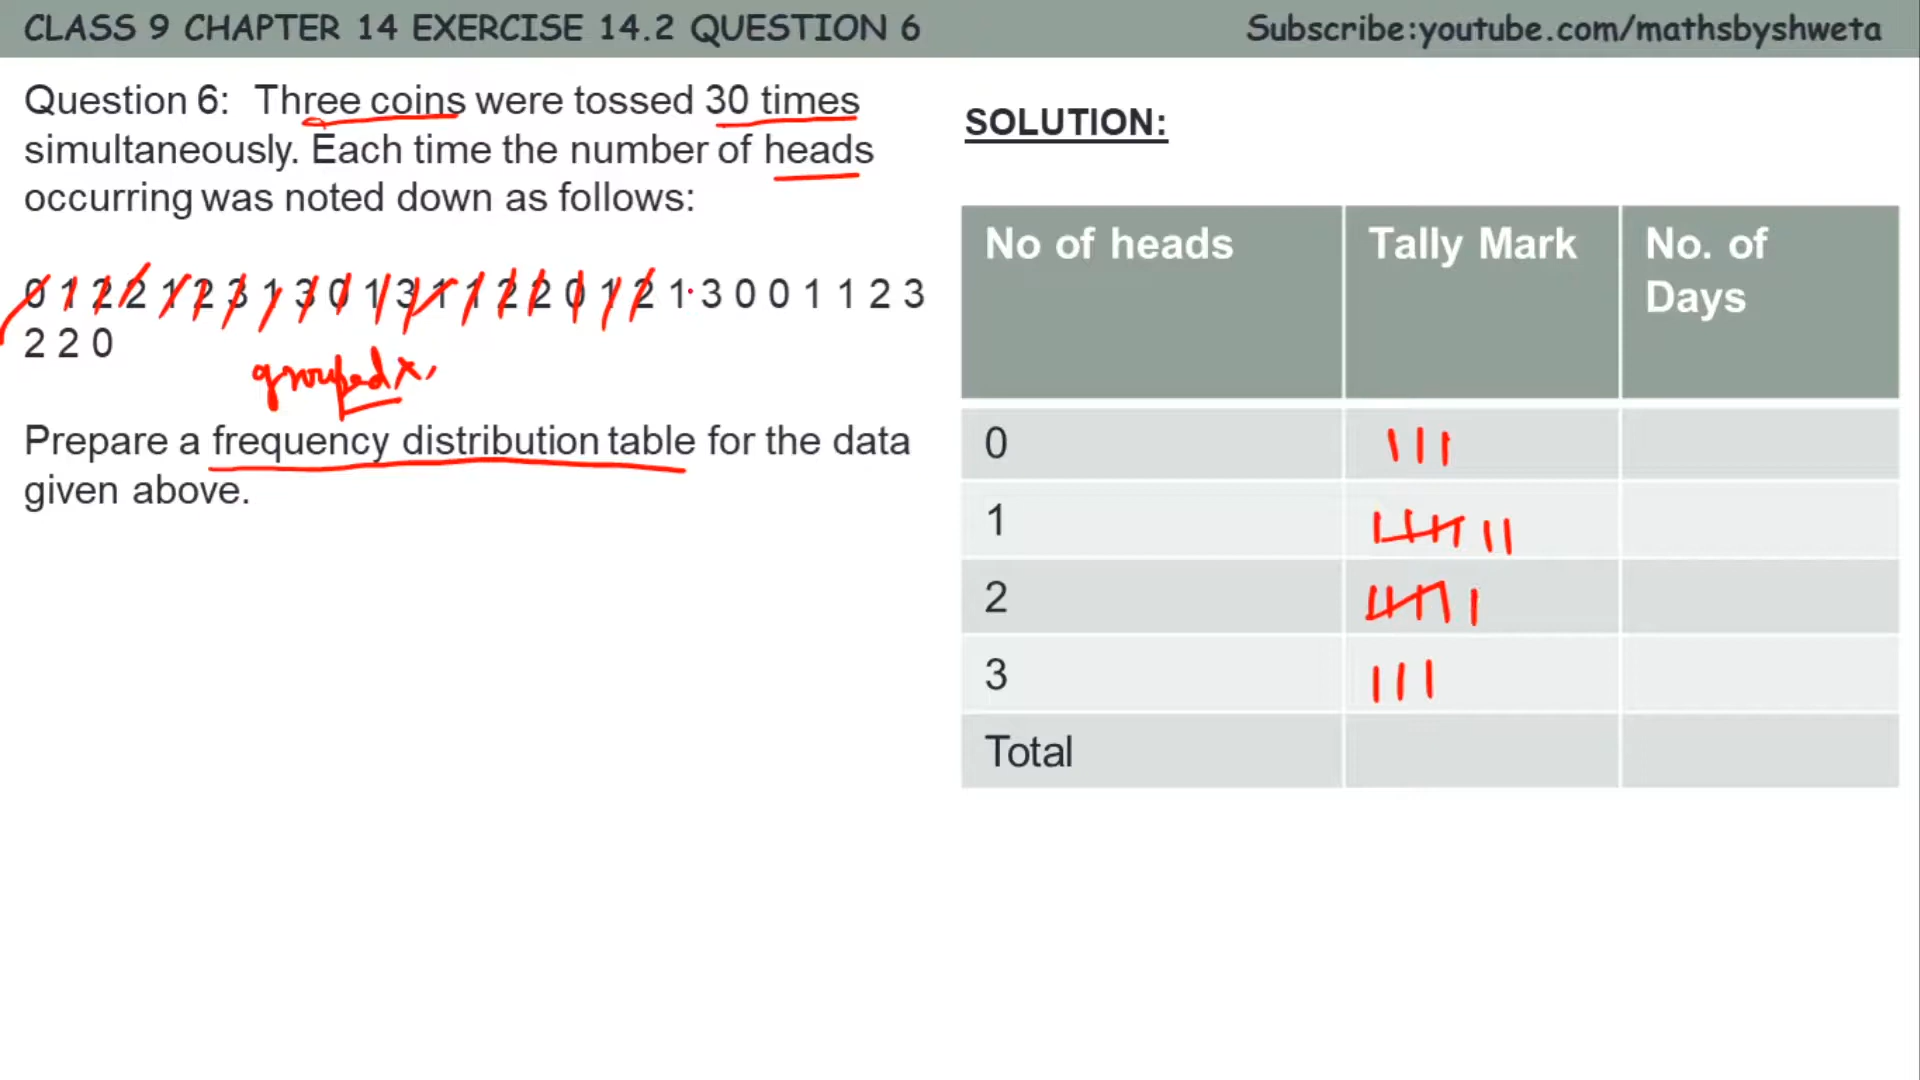 CLASS 9 CHAPTER 14 EXERCISE 14.2 QUESTION 6
Subscribe:youtube.com/mathsbyshweta
Question 6: Three coins were tossed 30 times
simultaneously. Each time the number of heads
occurring was noted down as follows:
0 1 2 2 1 2 3 1 3 0 1 3 1 1 2 2 0 1 2 1 3 0 0 1 1 2 3
2 2 0
grouped x
Prepare a frequency distribution table for the data
given above.
SOLUTION:
No of heads
Tally Mark
No. of
Days
0
1
2
3
Total